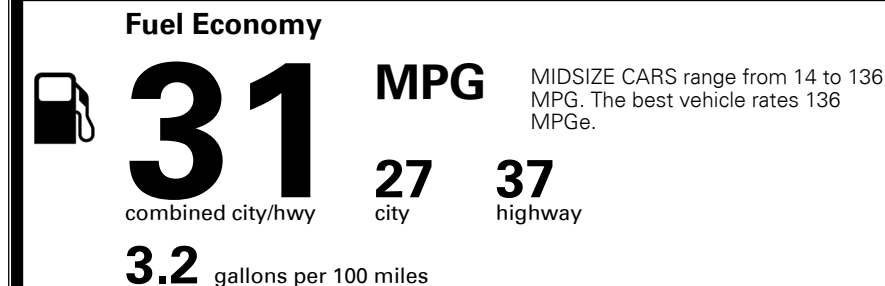 Fuel Economy
31 MPG
MIDSIZE CARS range from 14 to 136
MPG. The best vehicle rates 136
MPGe.
27 37
combined city/hwy city highway
3.2 gallons per 100 miles